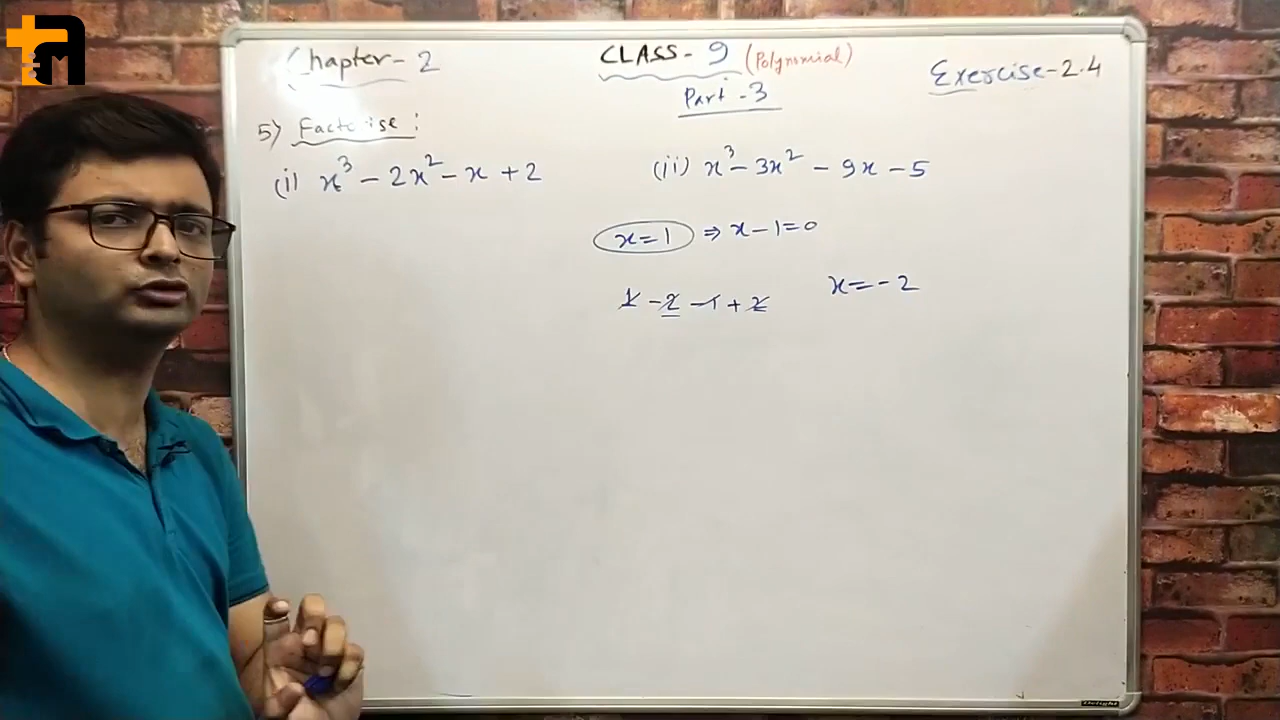 Chapter - 2
CLASS - 9 (Polynomial)
Part - 3
Exercise - 2.4
5) Factorise :
(i) x³ - 2x² - x + 2
(ii) x³ - 3x² - 9x - 5
x = 1 ⇒ x - 1 = 0
1 - 2 - 1 + 2
x = - 2